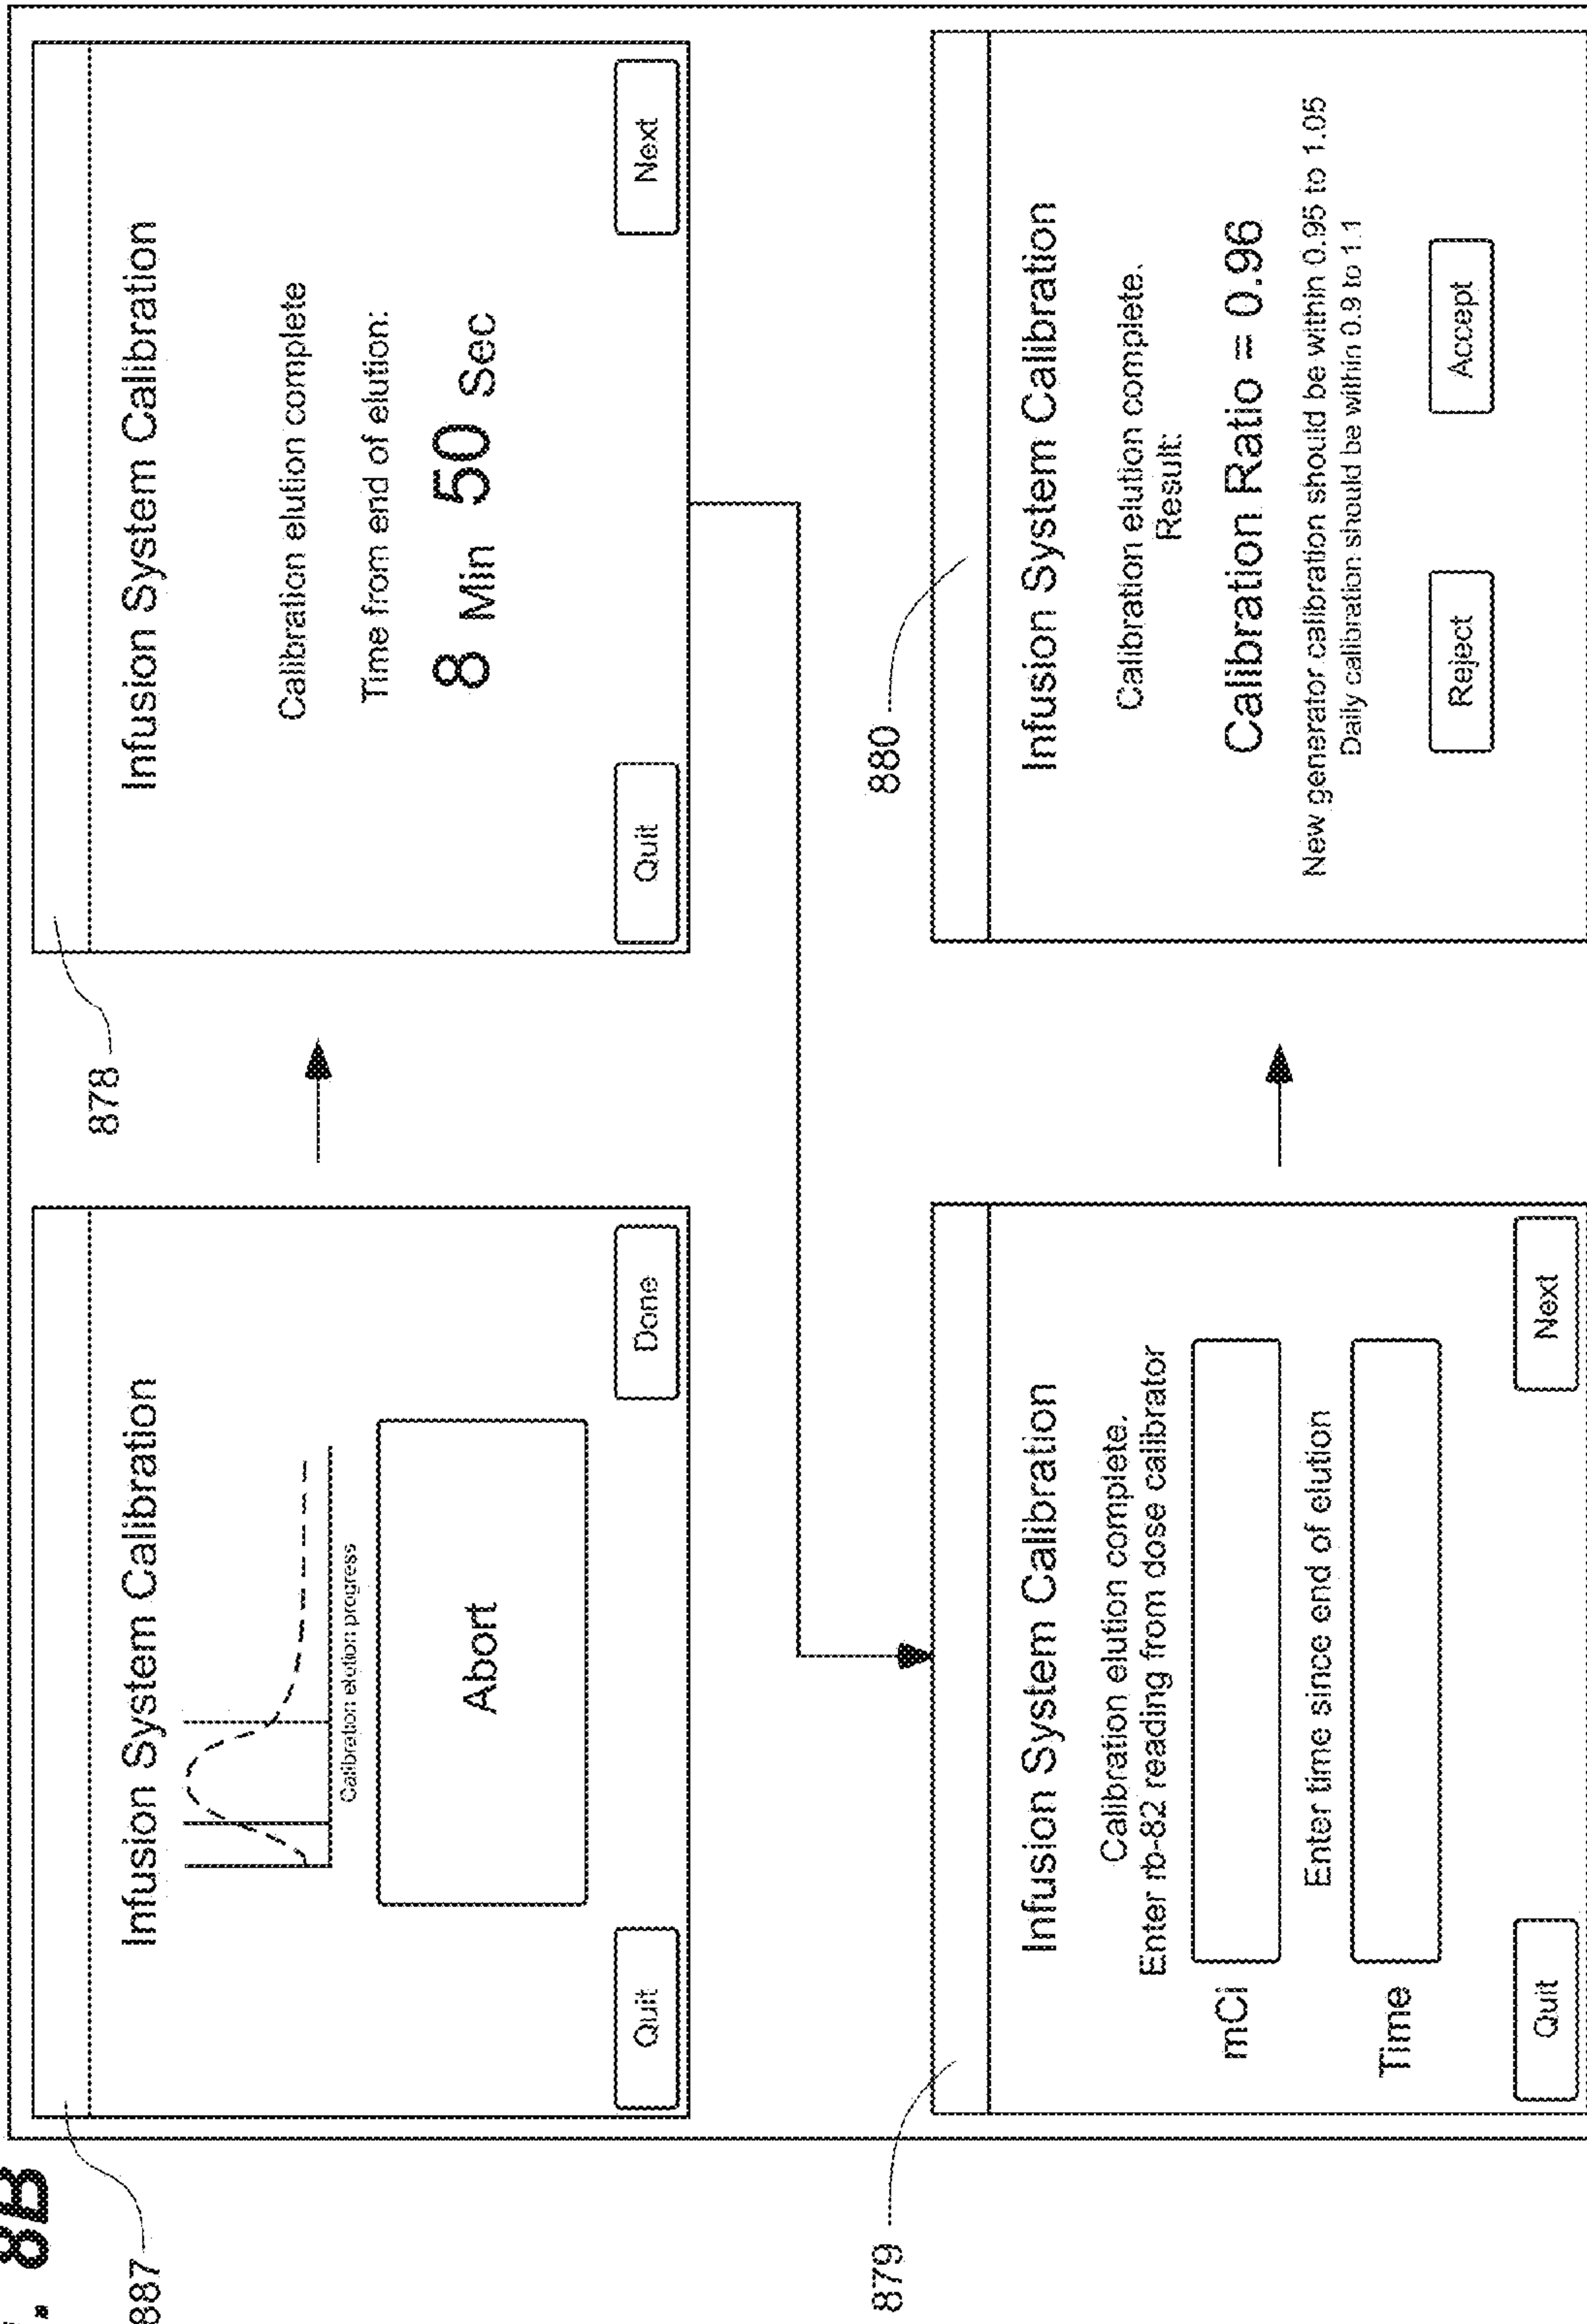 . 8B
887
Infusion System Calibration
Calibration elution progress
Abort
Quit
Done
878
Infusion System Calibration
Calibration elution complete
Time from end of elution:
8 Min 50 Sec
Quit
Next
879
Infusion System Calibration
Calibration elution complete.
Enter rb-82 reading from dose calibrator
mCi
Enter time since end of elution
Time
Quit
Next
880
Infusion System Calibration
Calibration elution complete.
Result:
Calibration Ratio = 0.96
New generator calibration should be within 0.95 to 1.05
Daily calibration should be within 0.9 to 1.1
Reject
Accept